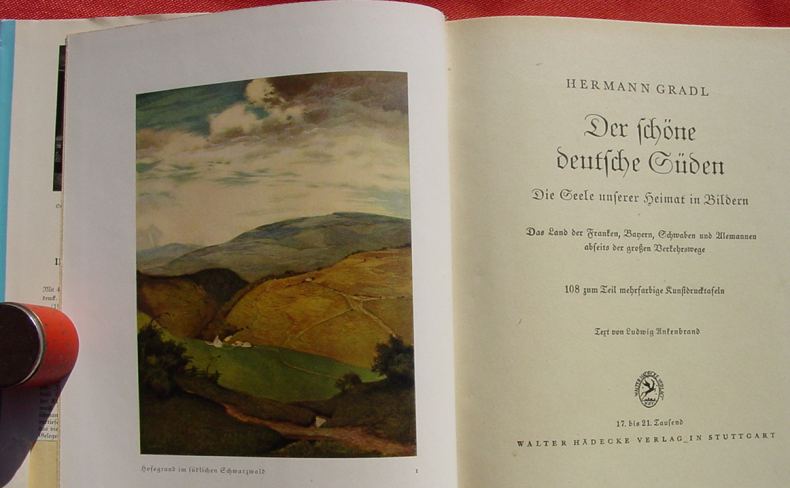 Hofegrund im südlichen Schwarzwald
1
HERMANN GRADL
Der schöne
deutsche Süden
Die Seele unserer Heimat in Bildern
Das Land der Franken, Bayern, Schwaben und Alemannen
abseits der großen Verkehrswege
108 zum Teil mehrfarbige Kunstdrucktafeln
Text von Ludwig Ankenbrand
17. bis 21. Tausend
WALTER HÄDECKE VERLAG IN STUTTGART